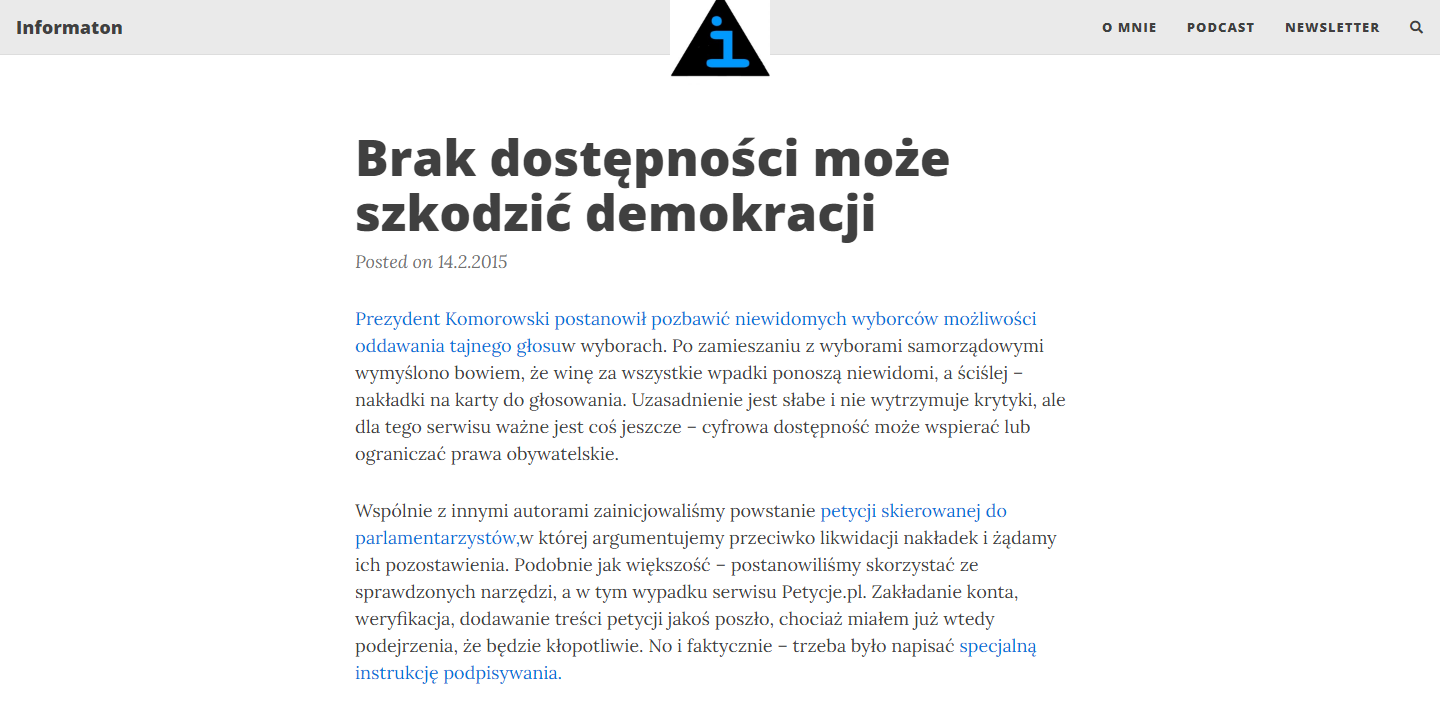 Informaton
i
O MNIE PODCAST NEWSLETTER
Brak dostępności może
szkodzić demokracji
Posted on 14.2.2015
Prezydent Komorowski postanowił pozbawić niewidomych wyborców możliwości
oddawania tajnego głosuw wyborach. Po zamieszaniu z wyborami samorządowymi
wymyślono bowiem, że winę za wszystkie wpadki ponoszą niewidomi, a ściślej –
nakładki na karty do głosowania. Uzasadnienie jest słabe i nie wytrzymuje krytyki, ale
dla tego serwisu ważne jest coś jeszcze – cyfrowa dostępność może wspierać lub
ograniczać prawa obywatelskie.
Wspólnie z innymi autorami zainicjowaliśmy powstanie petycji skierowanej do
parlamentarzystów,w której argumentujemy przeciwko likwidacji nakładek i żądamy
ich pozostawienia. Podobnie jak większość – postanowiliśmy skorzystać ze
sprawdzonych narzędzi, a w tym wypadku serwisu Petycje.pl. Zakładanie konta,
weryfikacja, dodawanie treści petycji jakoś poszło, chociaż miałem już wtedy
podejrzenia, że będzie kłopotliwie. No i faktycznie – trzeba było napisać specjalną
instrukcję podpisywania.